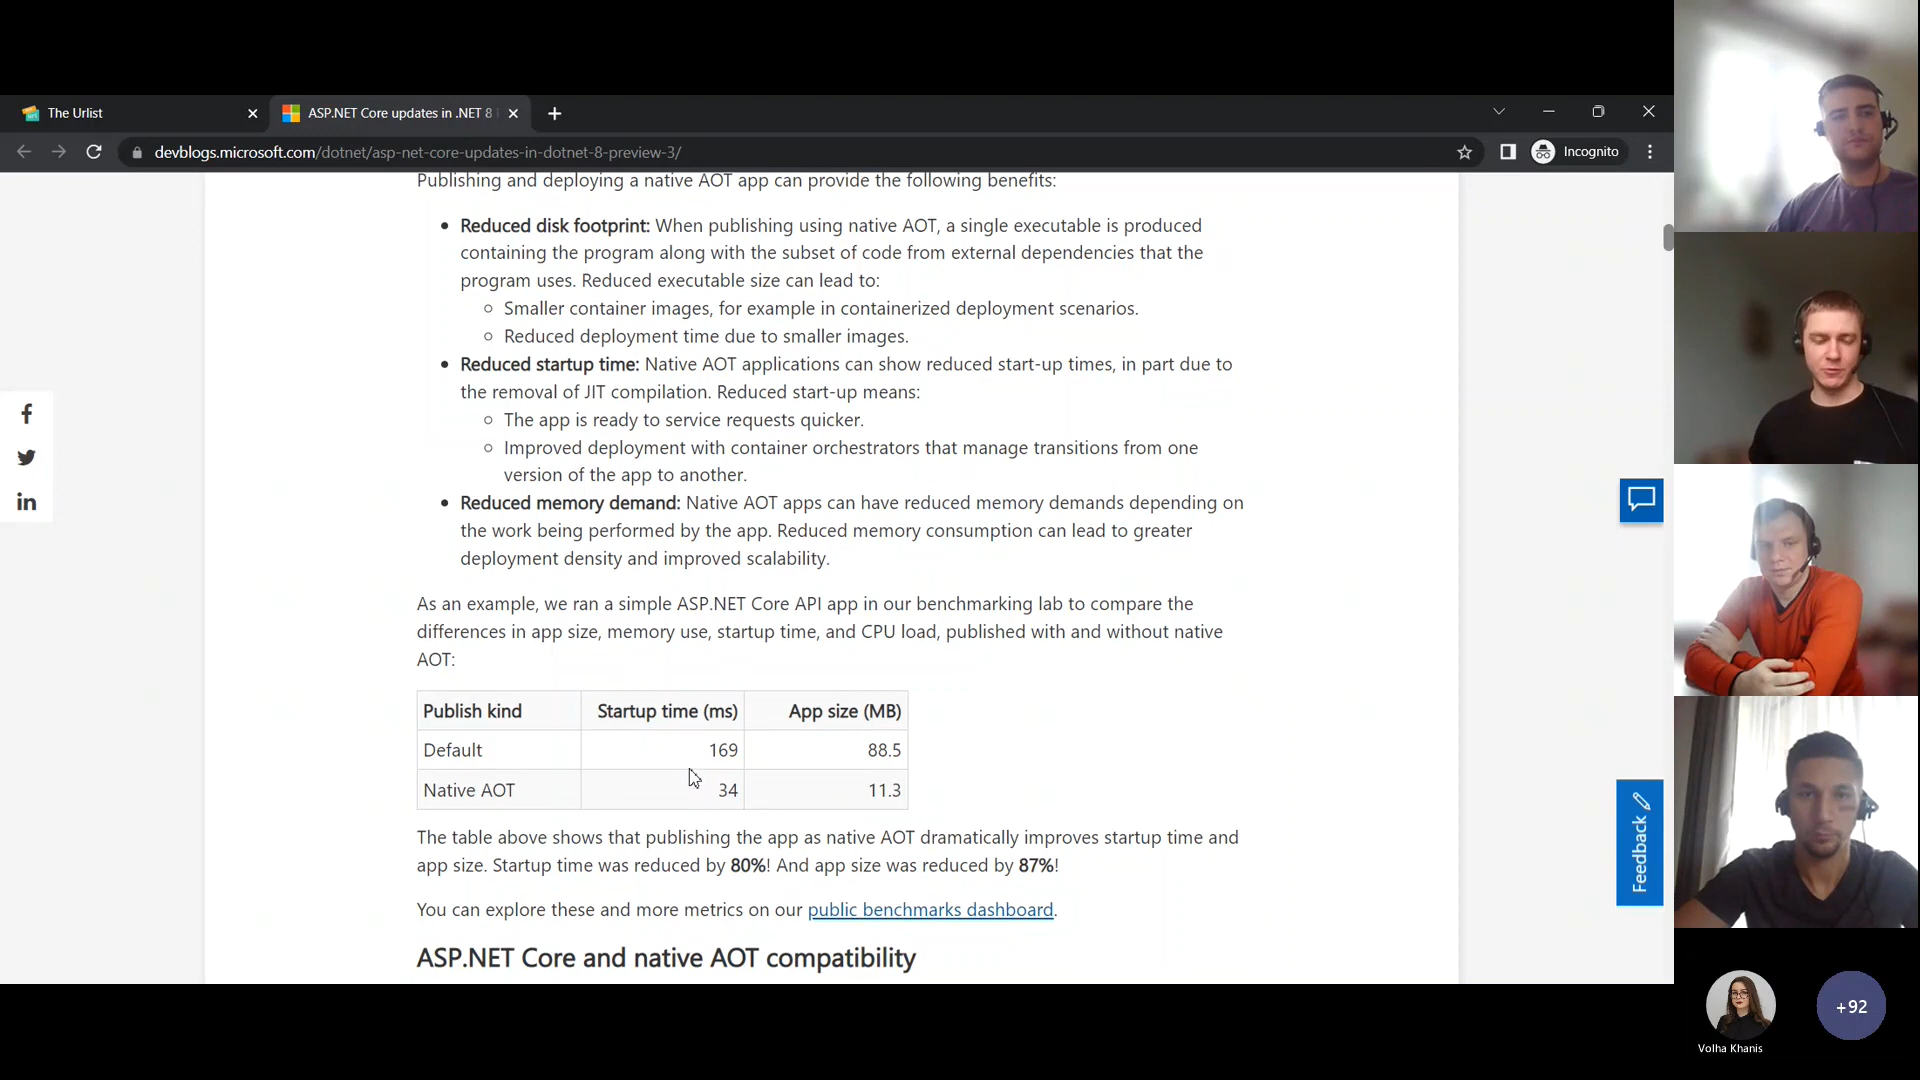 The Urlist
ASP.NET Core updates in .NET 8
devblogs.microsoft.com/dotnet/asp-net-core-updates-in-dotnet-8-preview-3/
Incognito
Publishing and deploying a native AOT app can provide the following benefits:
Reduced disk footprint: When publishing using native AOT, a single executable is produced
containing the program along with the subset of code from external dependencies that the
program uses. Reduced executable size can lead to:
Smaller container images, for example in containerized deployment scenarios.
Reduced deployment time due to smaller images.
Reduced startup time: Native AOT applications can show reduced start-up times, in part due to
the removal of JIT compilation. Reduced start-up means:
The app is ready to service requests quicker.
Improved deployment with container orchestrators that manage transitions from one
version of the app to another.
Reduced memory demand: Native AOT apps can have reduced memory demands depending on
the work being performed by the app. Reduced memory consumption can lead to greater
deployment density and improved scalability.
As an example, we ran a simple ASP.NET Core API app in our benchmarking lab to compare the
differences in app size, memory use, startup time, and CPU load, published with and without native
AOT:
Publish kind Startup time (ms) App size (MB)
Default 169 88.5
Native AOT 34 11.3
The table above shows that publishing the app as native AOT dramatically improves startup time and
app size. Startup time was reduced by 80%! And app size was reduced by 87%!
You can explore these and more metrics on our public benchmarks dashboard.
ASP.NET Core and native AOT compatibility
Feedback
+92
Volha Khanis